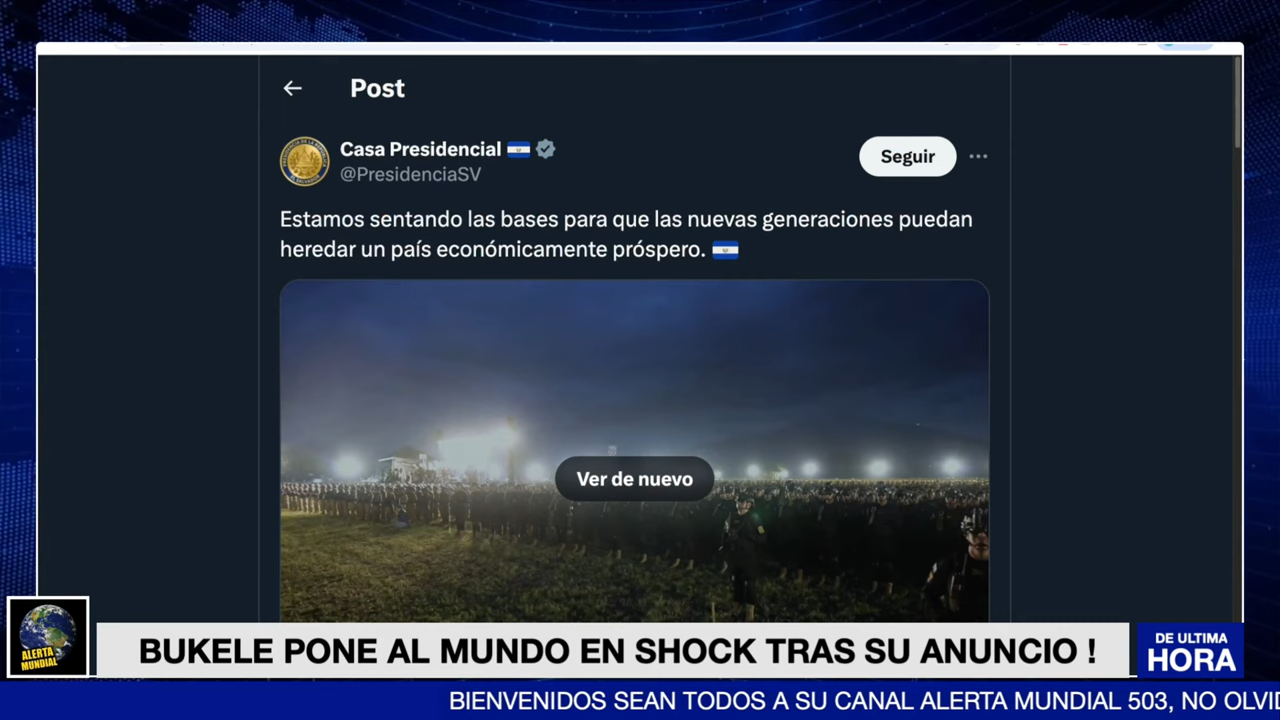 Post
Casa Presidencial
@PresidenciaSV
Seguir
Estamos sentando las bases para que las nuevas generaciones puedan
heredar un país económicamente próspero.
Ver de nuevo
ALERTA
MUNDIAL
BUKELE PONE AL MUNDO EN SHOCK TRAS SU ANUNCIO !
DE ULTIMA
HORA
BIENVENIDOS SEAN TODOS A SU CANAL ALERTA MUNDIAL 503, NO OLVI